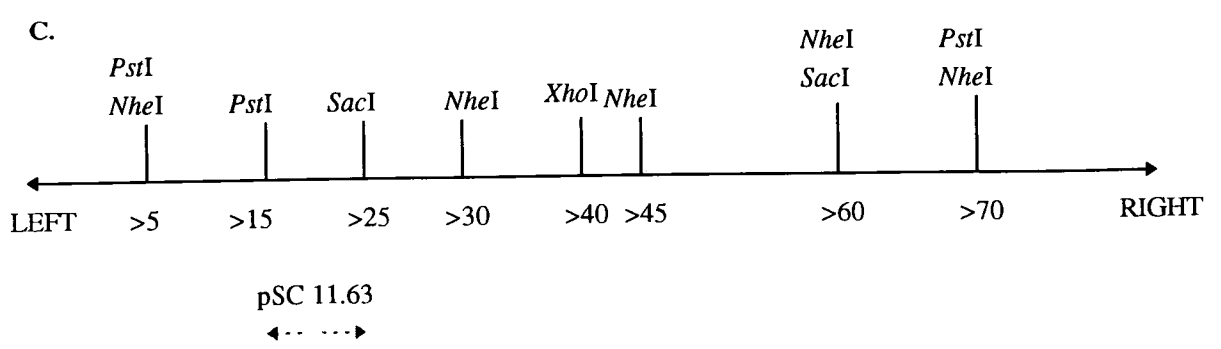 C.
NheI PstI
PstI SacI NheI
NheI PstI SacI NheI XhoI NheI
LEFT >5 >15 >25 >30 >40 >45 >60 >70 RIGHT
pSC 11.63